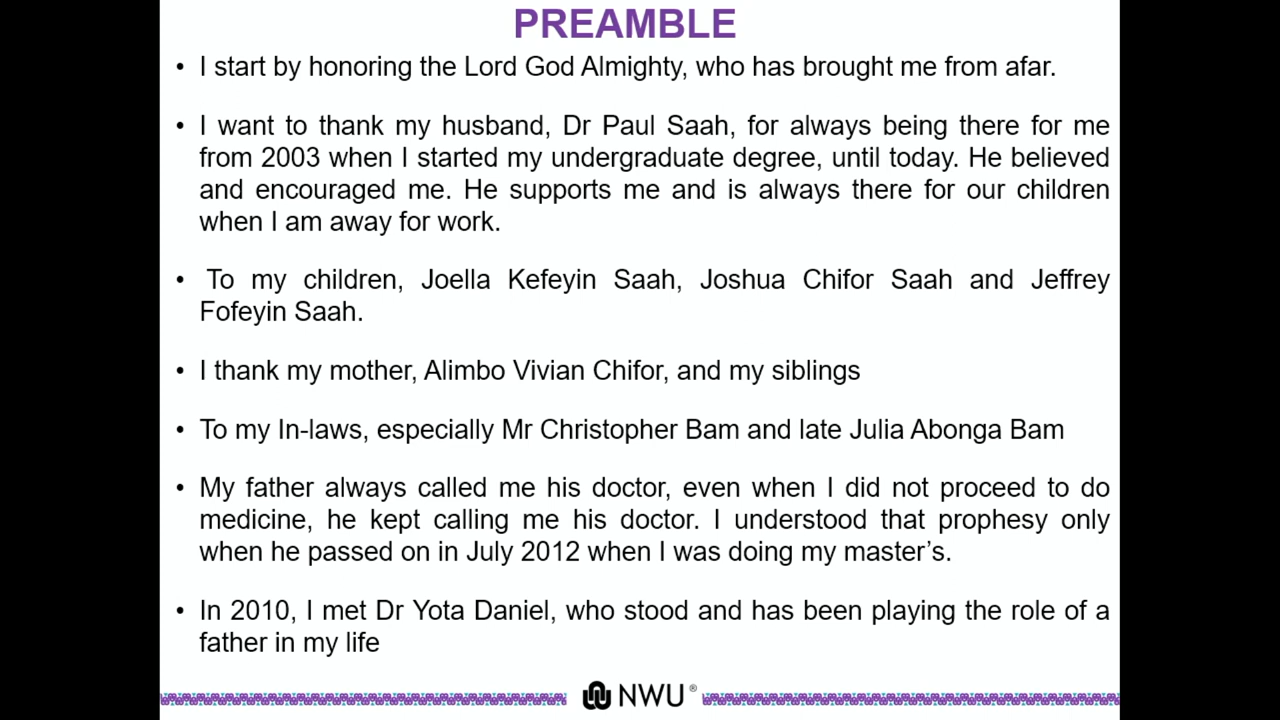 PREAMBLE
• I start by honoring the Lord God Almighty, who has brought me from afar.
• I want to thank my husband, Dr Paul Saah, for always being there for me
from 2003 when I started my undergraduate degree, until today. He believed
and encouraged me. He supports me and is always there for our children
when I am away for work.
• To my children, Joella Kefeyin Saah, Joshua Chifor Saah and Jeffrey
Fofeyin Saah.
• I thank my mother, Alimbo Vivian Chifor, and my siblings
• To my In-laws, especially Mr Christopher Bam and late Julia Abonga Bam
• My father always called me his doctor, even when I did not proceed to do
medicine, he kept calling me his doctor. I understood that prophesy only
when he passed on in July 2012 when I was doing my master’s.
• In 2010, I met Dr Yota Daniel, who stood and has been playing the role of a
father in my life
NWU®